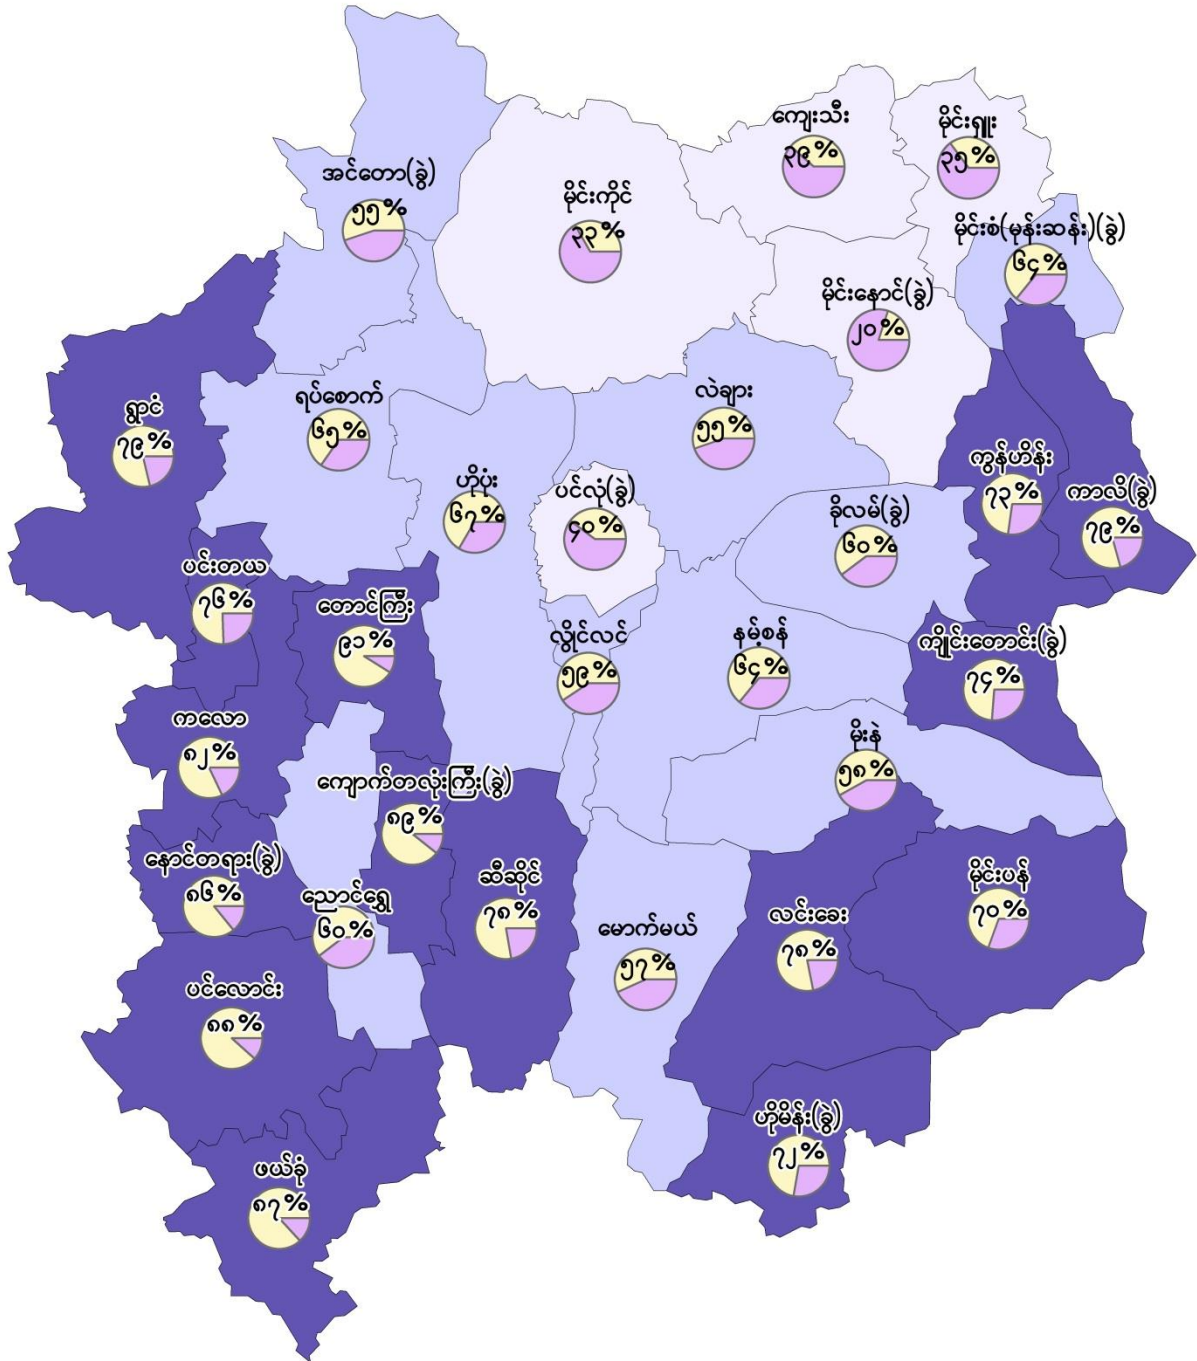 ကျေးသီး
၃၉%
မိုင်းရှူး
၃၅%
အင်တော(ခွဲ)
၅၅%
မိုင်းကိုင်
၃၃%
မိုင်းစံ(မုန်းဆန်း)(ခွဲ)
၆၄%
မိုင်းနောင်(ခွဲ)
၂၀%
ရွာငံ
၇၉%
ရပ်စောက်
၆၅%
လဲချား
၅၅%
ဟိုပုံး
၆၇%
ပင်လုံ(ခွဲ)
၄၀%
ကွန်ဟိန်း
၇၃%
ကာလိ(ခွဲ)
၇၉%
ခိုလမ်(ခွဲ)
၆၀%
ပင်းတယ
၇၆%
တောင်ကြီး
၉၁%
လွိုင်လင်
၅၉%
နမ့်စန်
၆၄%
ကျိုင်းတောင်း(ခွဲ)
၇၄%
ကလော
၈၂%
မိုးနဲ
၅၈%
ကျောက်တလုံးကြီး(ခွဲ)
၈၉%
နောင်တရား(ခွဲ)
၈၆%
ညောင်ရွှေ
၆၀%
ဆီဆိုင်
၇၈%
မောက်မယ်
၅၇%
လင်းခေး
၇၈%
မိုင်းပန်
၇၀%
ပင်လောင်း
၈၈%
ဟိုမိန်း(ခွဲ)
၇၂%
ဖယ်ခုံ
၈၇%